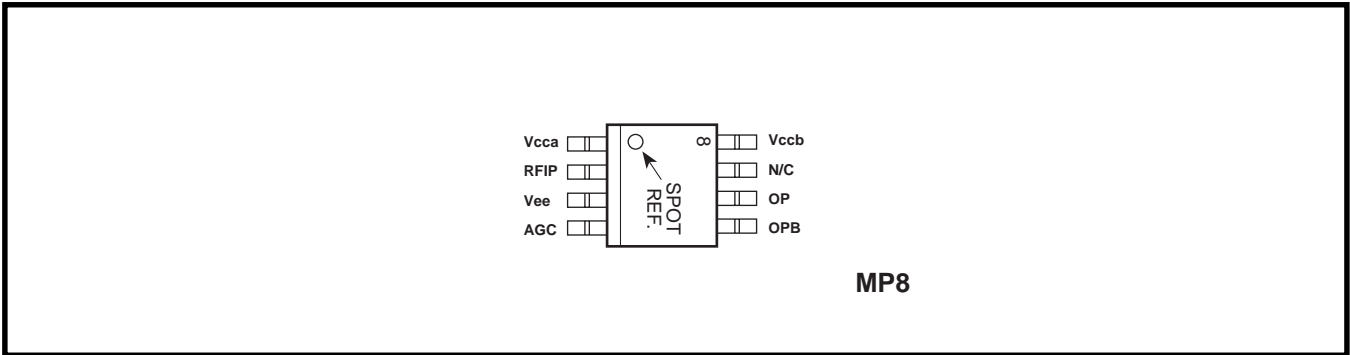 Vcca
RFIP
Vee
AGC
8
SPOT
REF.
Vccb
N/C
OP
OPB
MP8